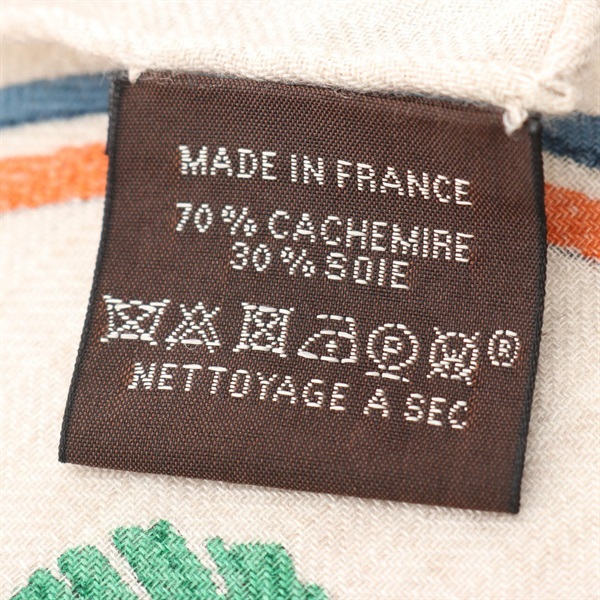 MADE IN FRANCE
70 % CACHEMIRE
30 % SOIE
P W ®
NETTOYAGE A SEC